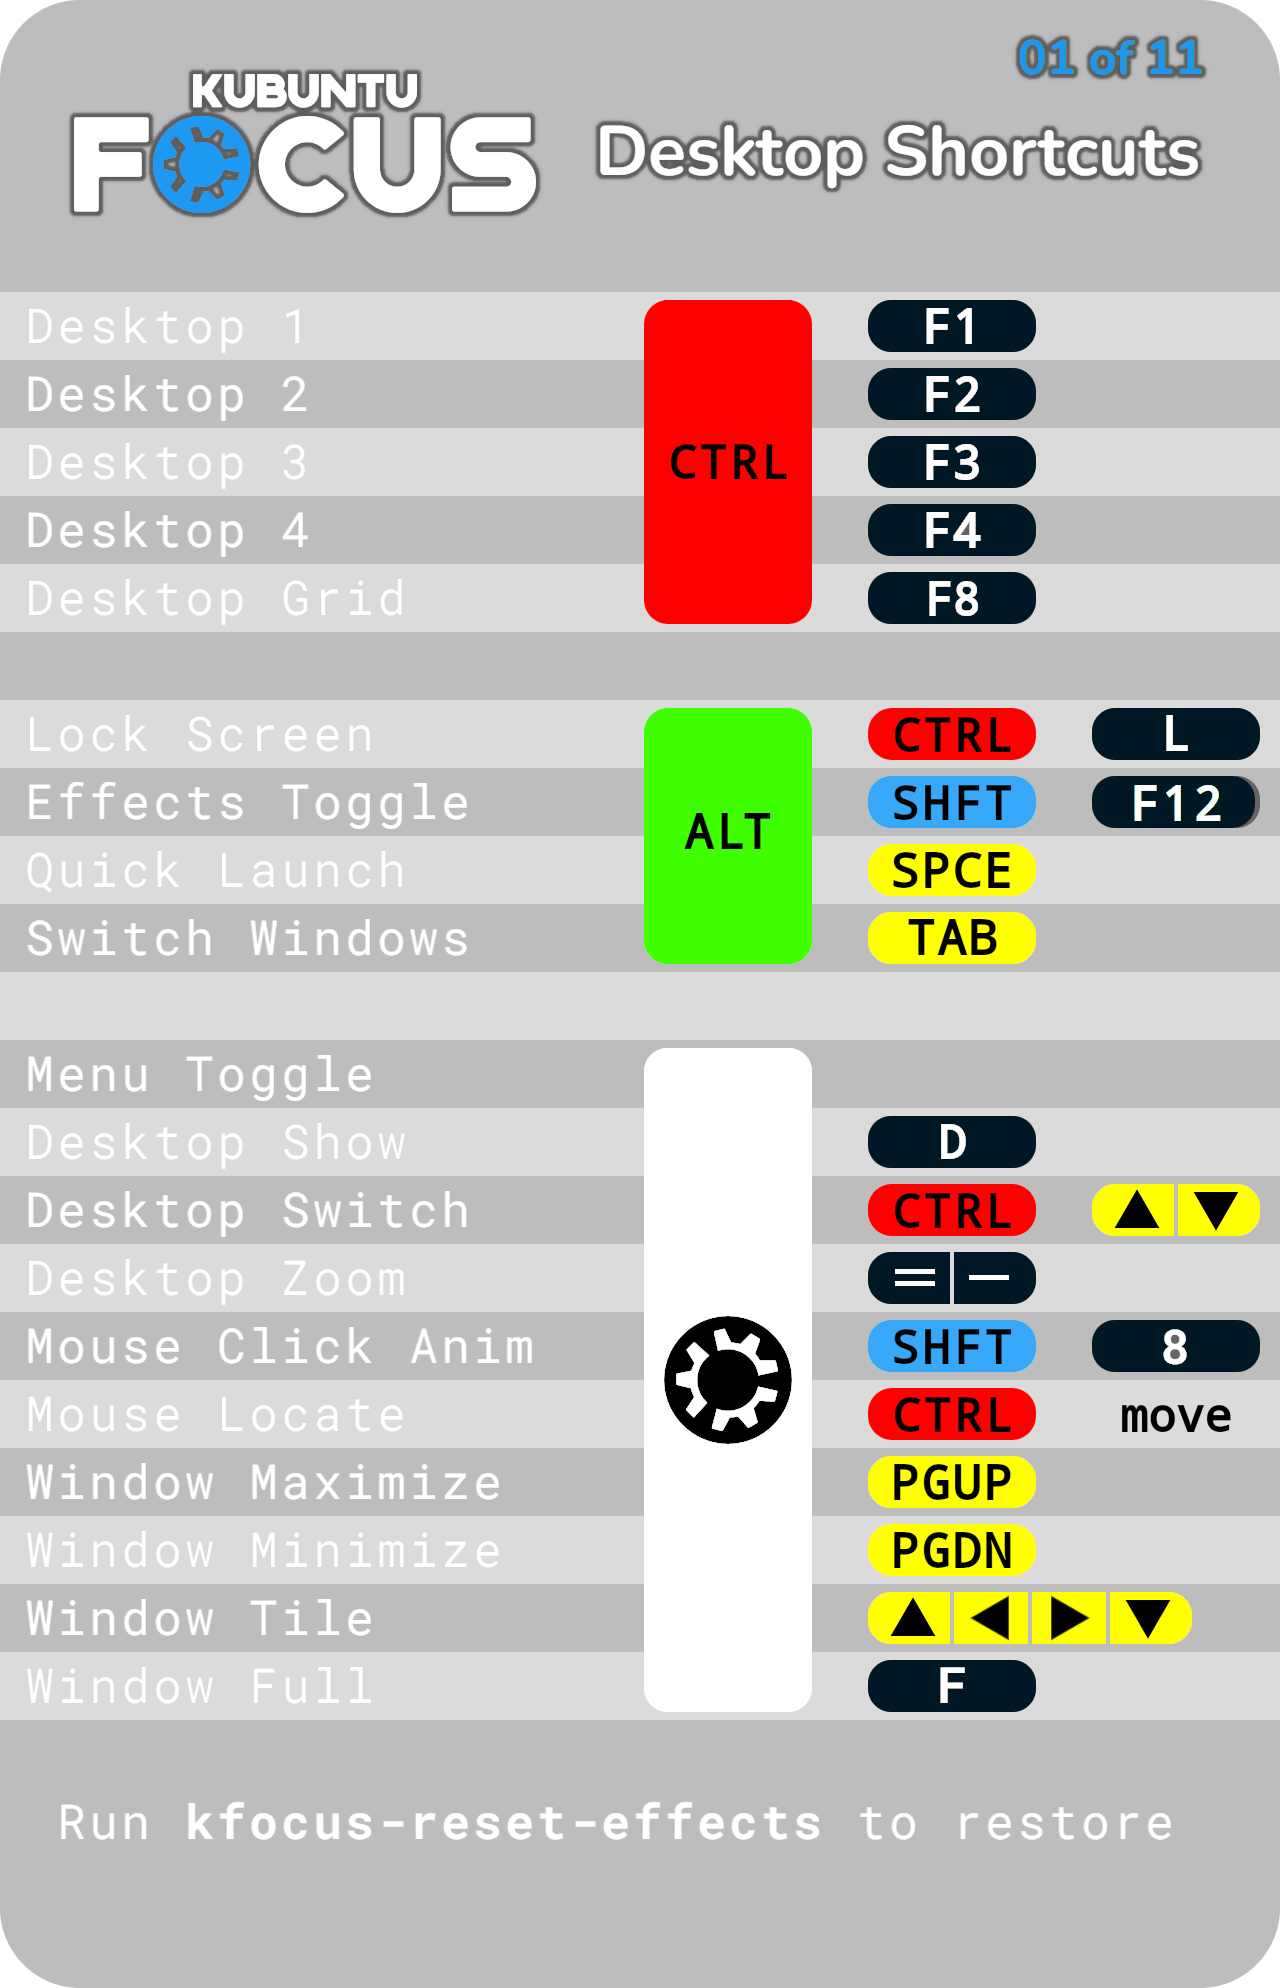 01 of 11
KUBUNTU
FOCUS
Desktop Shortcuts
Desktop 1 F1
Desktop 2 F2
Desktop 3 CTRL F3
Desktop 4 F4
Desktop Grid F8
Lock Screen CTRL L
Effects Toggle ALT SHFT F12
Quick Launch SPCE
Switch Windows TAB
Menu Toggle
Desktop Show D
Desktop Switch CTRL ▲ ▼
Desktop Zoom = −
Mouse Click Anim SHFT 8
Mouse Locate CTRL move
Window Maximize PGUP
Window Minimize PGDN
Window Tile ▲ ◀ ▶ ▼
Window Full F
Run kfocus-reset-effects to restore